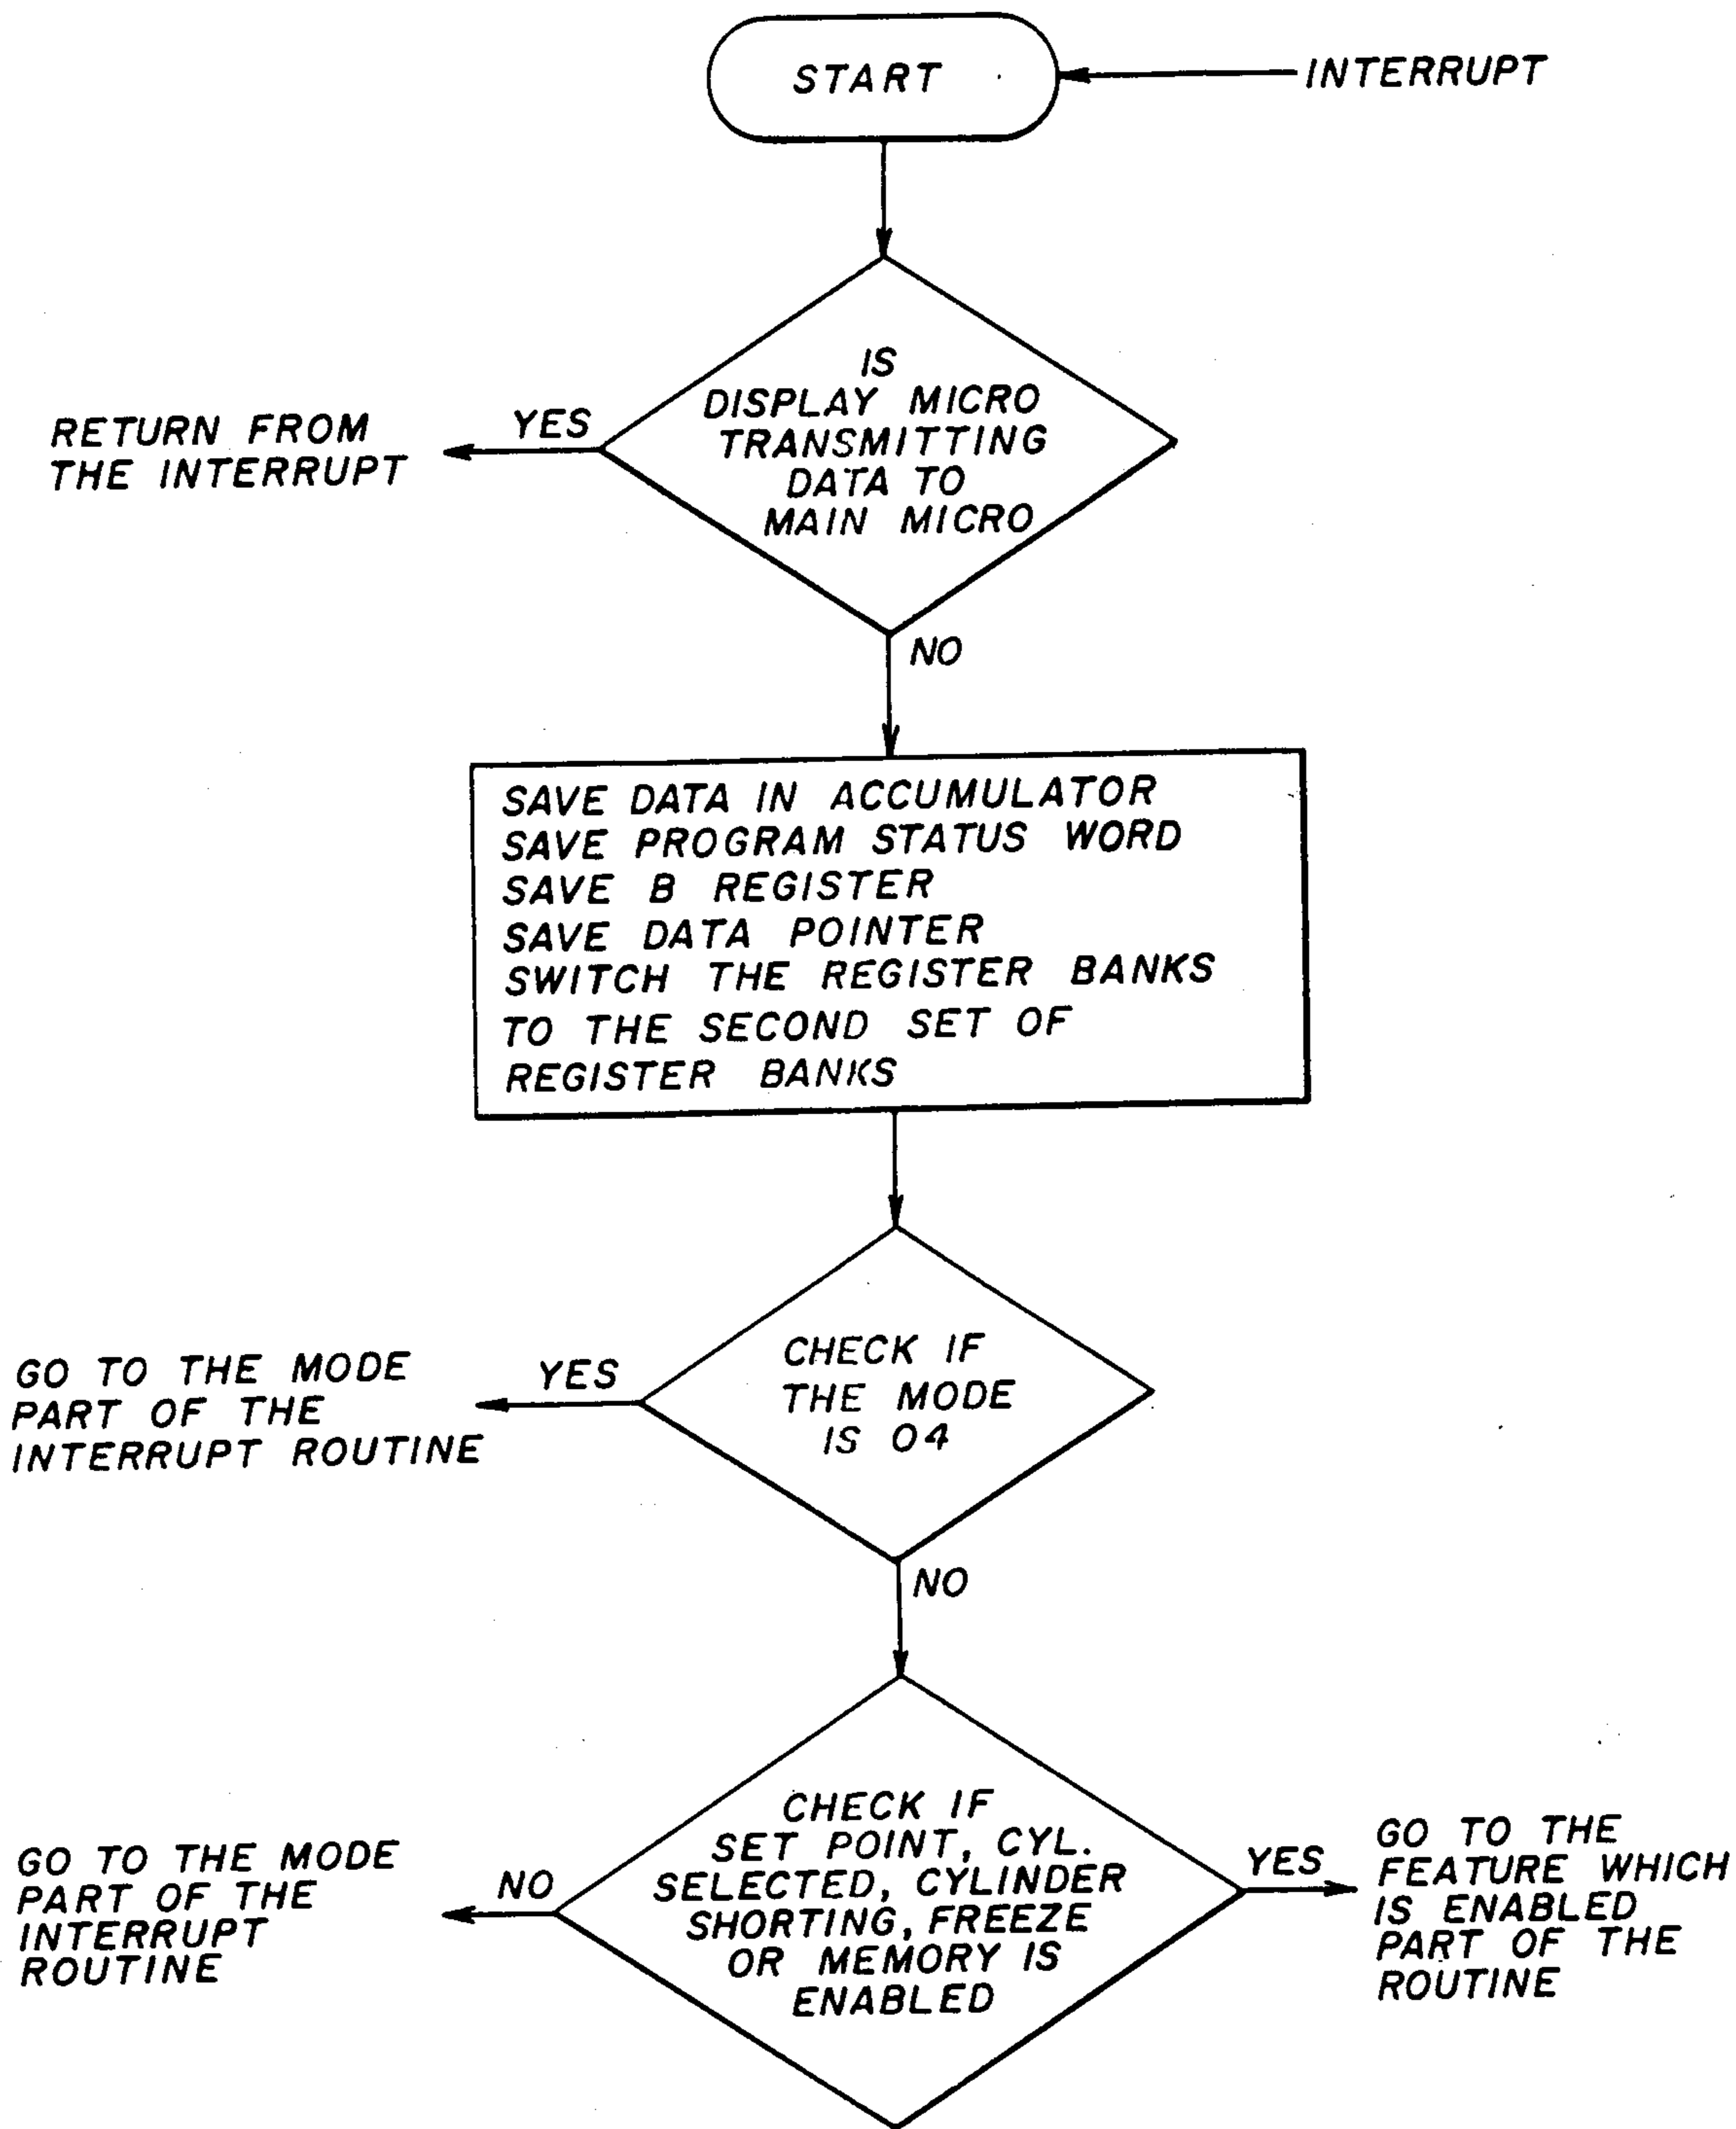 START
INTERRUPT
IS
DISPLAY MICRO
TRANSMITTING
DATA TO
MAIN MICRO
YES
RETURN FROM
THE INTERRUPT
NO
SAVE DATA IN ACCUMULATOR
SAVE PROGRAM STATUS WORD
SAVE B REGISTER
SAVE DATA POINTER
SWITCH THE REGISTER BANKS
TO THE SECOND SET OF
REGISTER BANKS
CHECK IF
THE MODE
IS 04
YES
GO TO THE MODE
PART OF THE
INTERRUPT ROUTINE
NO
CHECK IF
SET POINT, CYL.
SELECTED, CYLINDER
SHORTING, FREEZE
OR MEMORY IS
ENABLED
NO
GO TO THE MODE
PART OF THE
INTERRUPT
ROUTINE
YES
GO TO THE
FEATURE WHICH
IS ENABLED
PART OF THE
ROUTINE